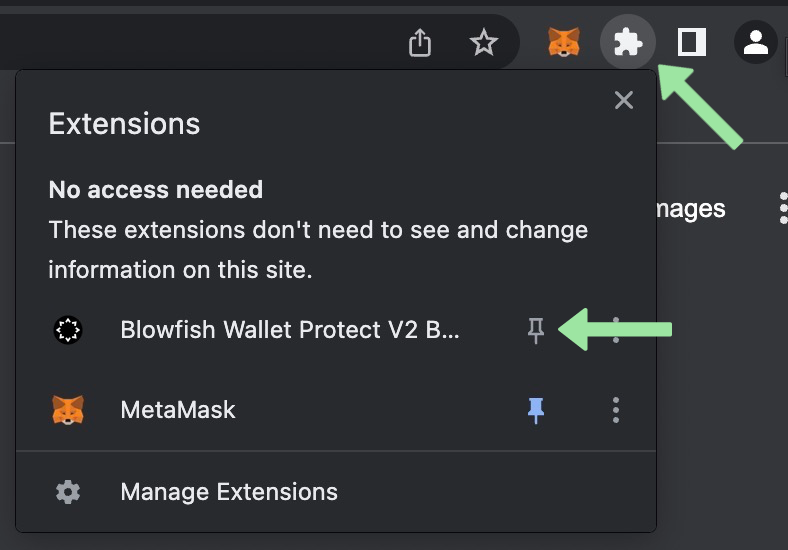 Extensions
No access needed
These extensions don't need to see and change
information on this site.
mages
Blowfish Wallet Protect V2 B...
MetaMask
Manage Extensions